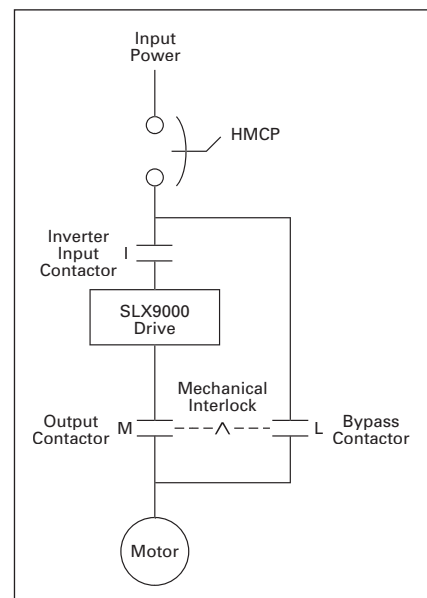 Input
Power
HMCP
Inverter
Input
Contactor
I
SLX9000
Drive
Mechanical
Interlock
Output
Contactor
M
L
Bypass
Contactor
Motor